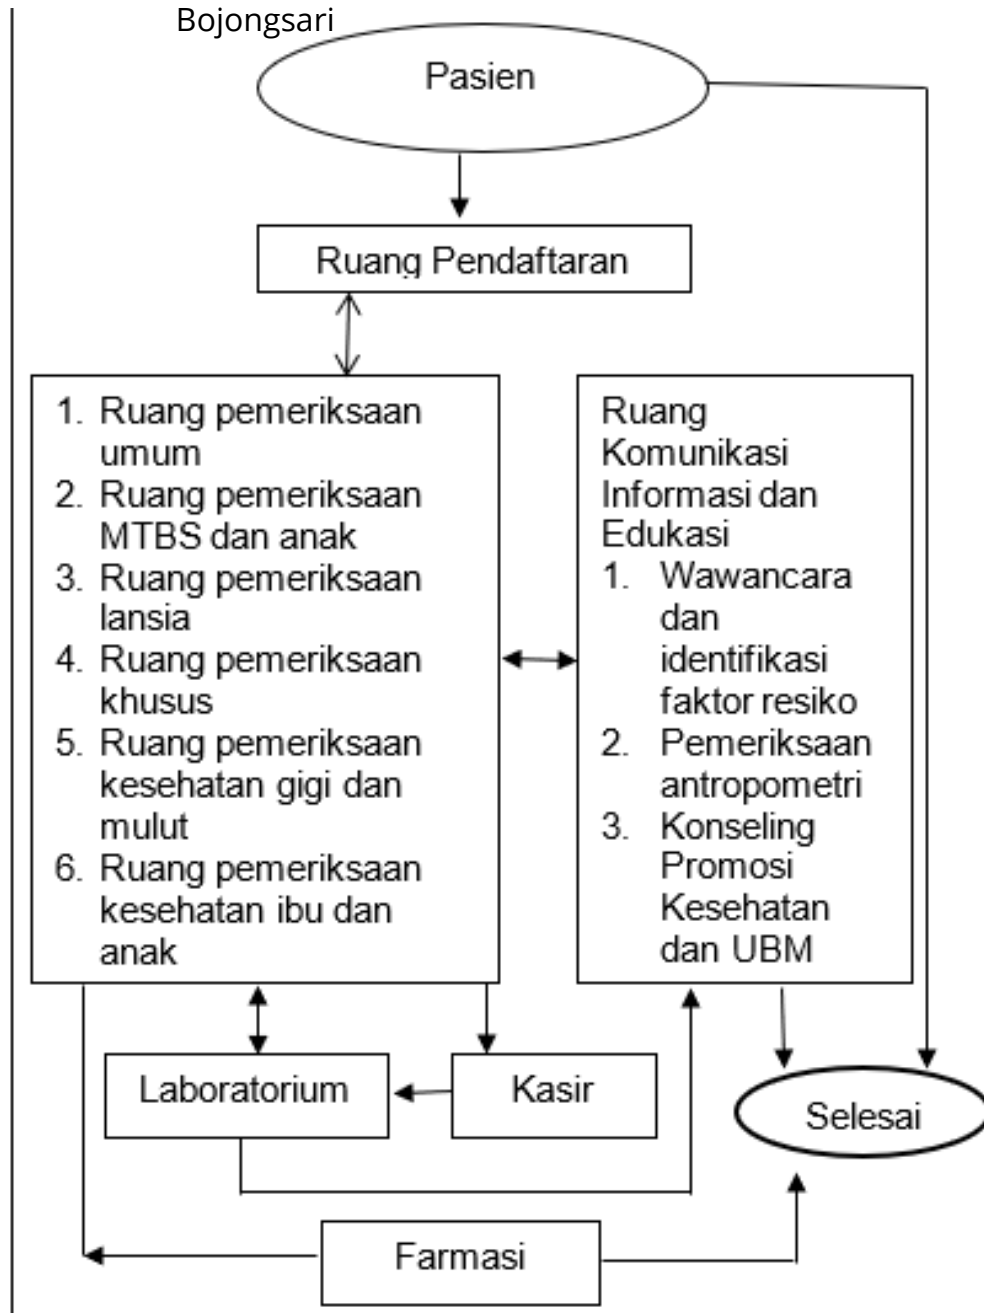 Bojongsari
Pasien
Ruang Pendaftaran
1. Ruang pemeriksaan
umum
2. Ruang pemeriksaan
MTBS dan anak
3. Ruang pemeriksaan
lansia
4. Ruang pemeriksaan
khusus
5. Ruang pemeriksaan
kesehatan gigi dan
mulut
6. Ruang pemeriksaan
kesehatan ibu dan
anak
Ruang
Komunikasi
Informasi dan
Edukasi
1. Wawancara
dan
identifikasi
faktor resiko
2. Pemeriksaan
antropometri
3. Konseling
Promosi
Kesehatan
dan UBM
Laboratorium
Kasir
Selesai
Farmasi